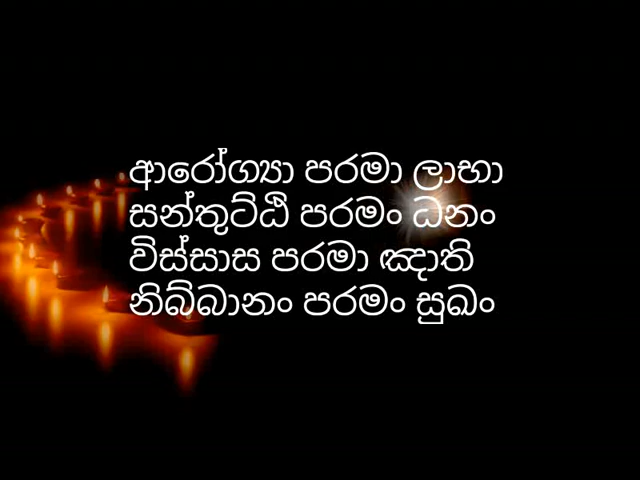 ආරෝග්‍යා පරමා ලාභා
සන්තුට්ඨි පරමං ධනං
විස්සාස පරමා ඤාති
නිබ්බානං පරමං සුඛං